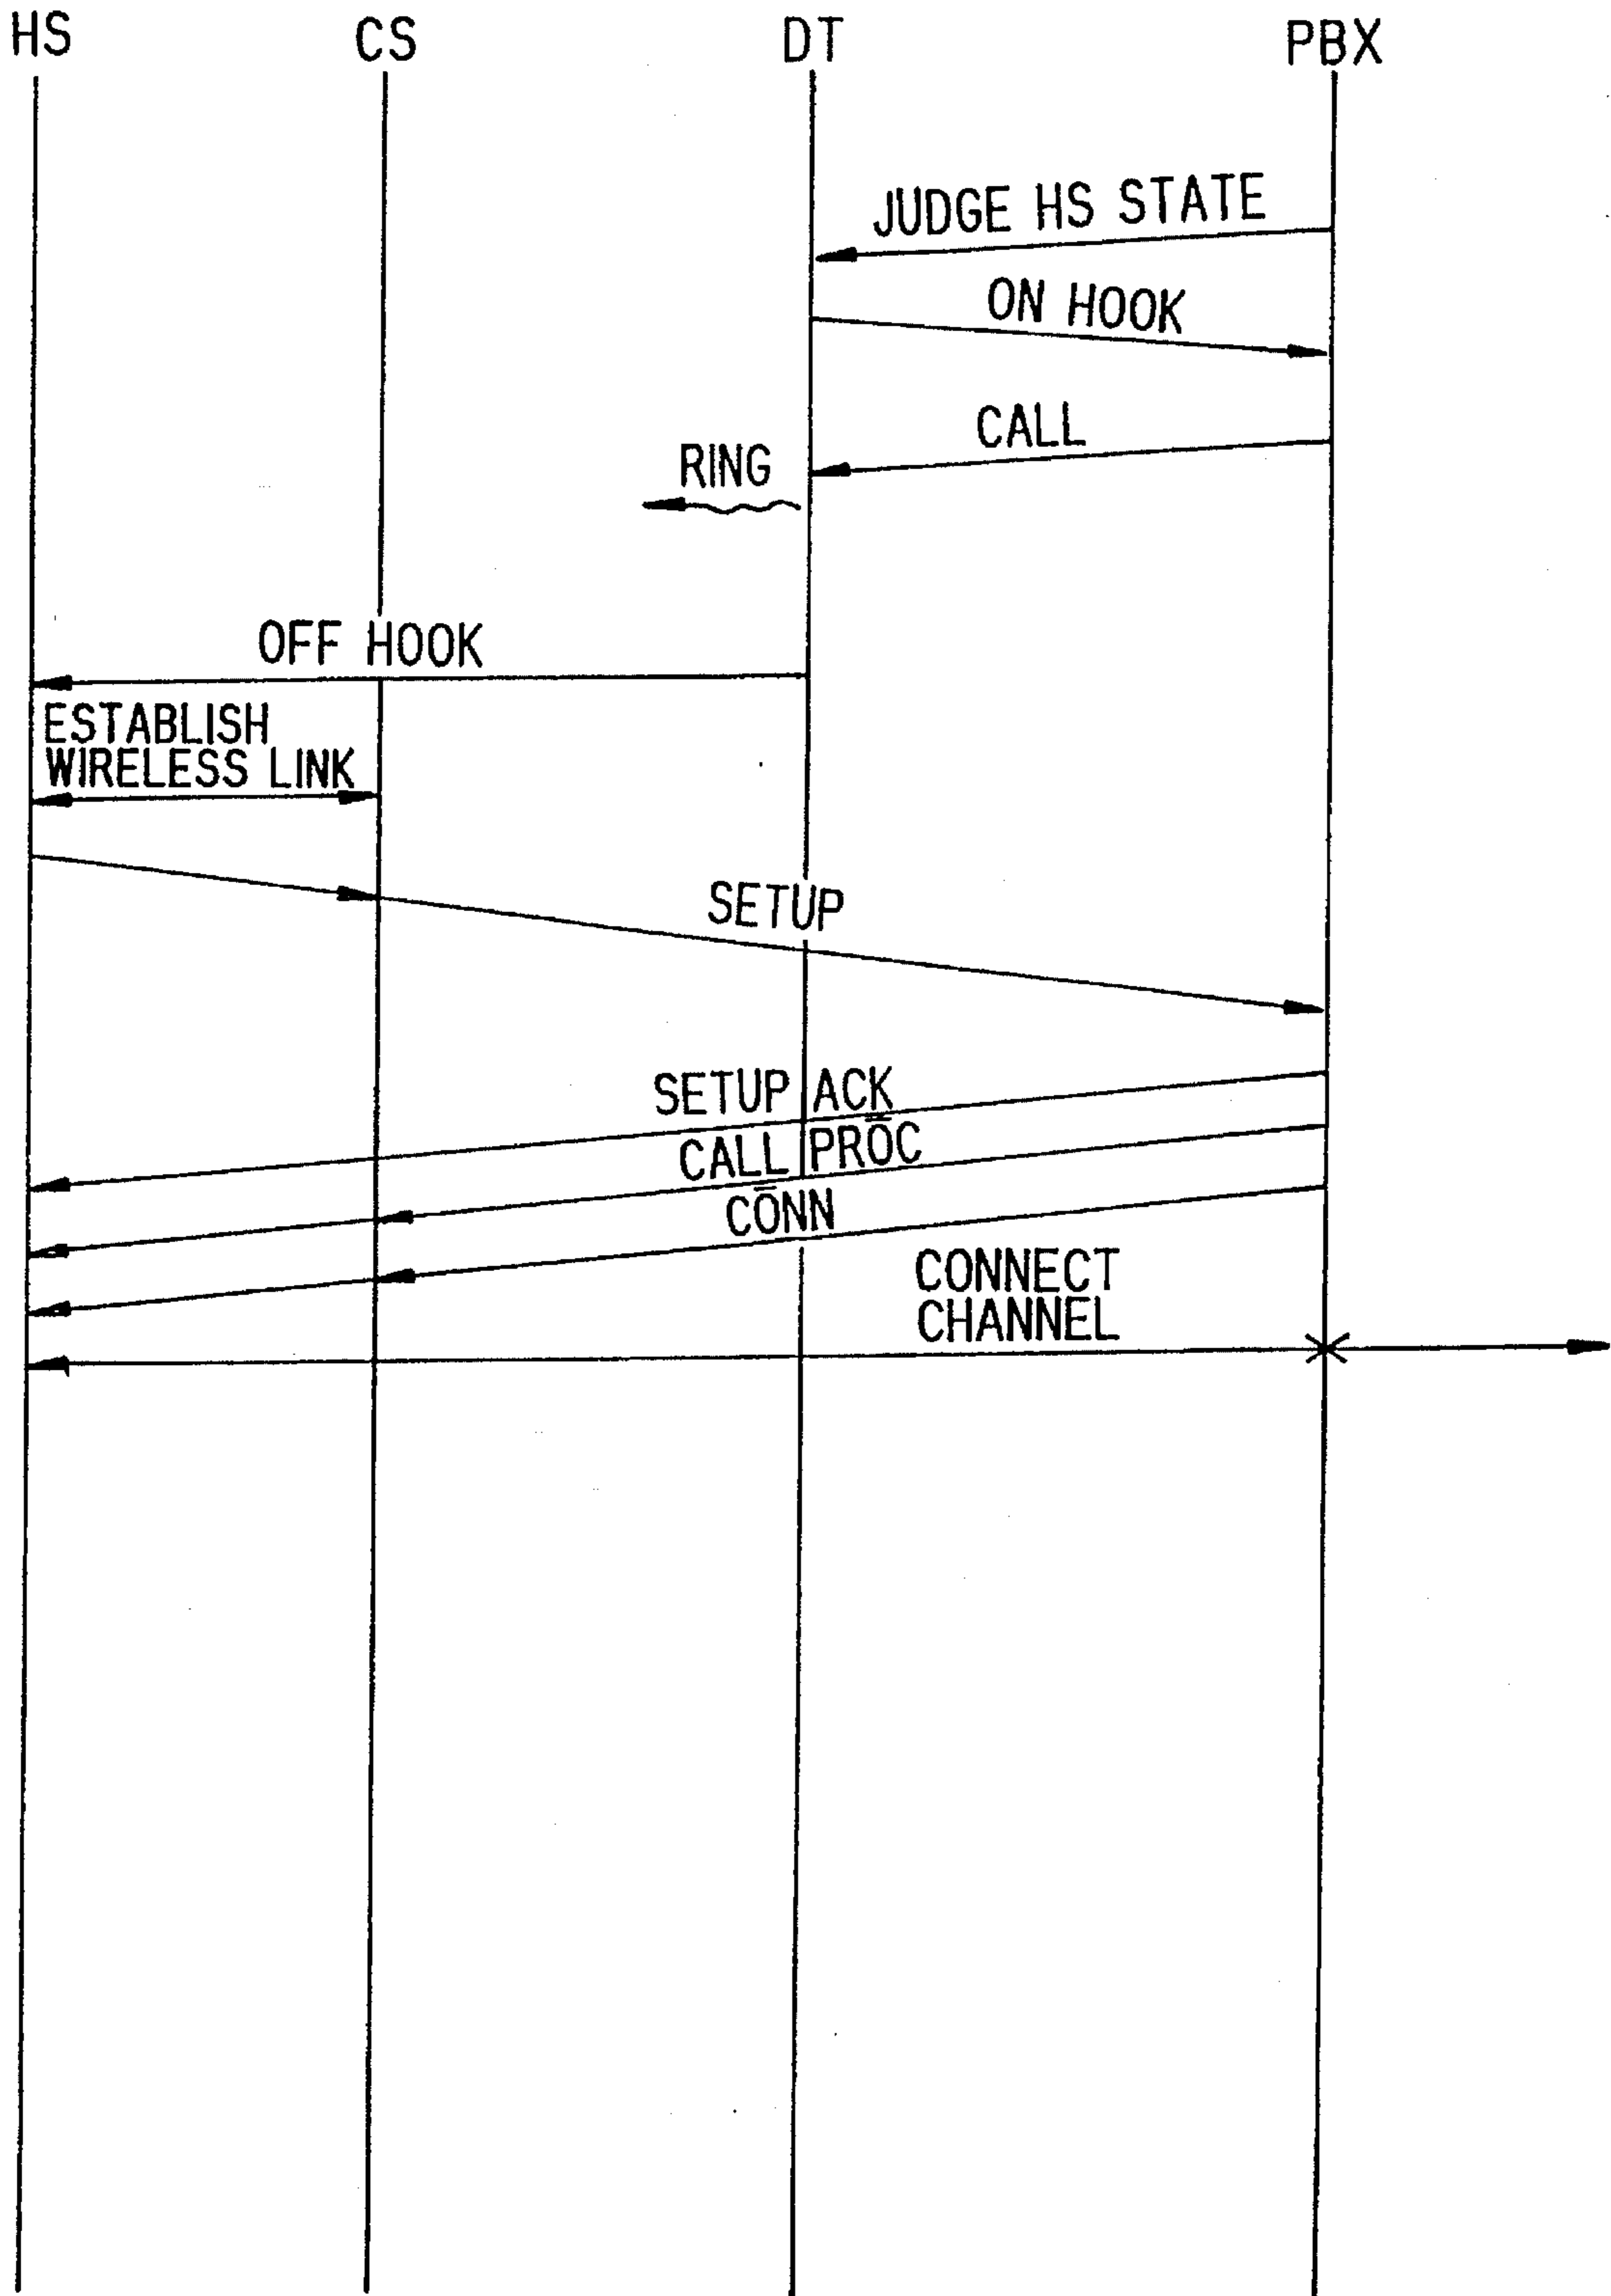 HS CS DT PBX
JUDGE HS STATE
ON HOOK
CALL
RING
OFF HOOK
ESTABLISH
WIRELESS LINK
SETUP
SETUP ACK
CALL PROC
CONN
CONNECT
CHANNEL